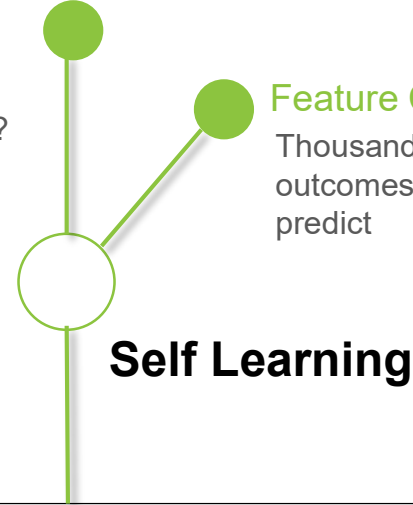 ?
Feature
Thousand
outcomes
predict
Self Learning